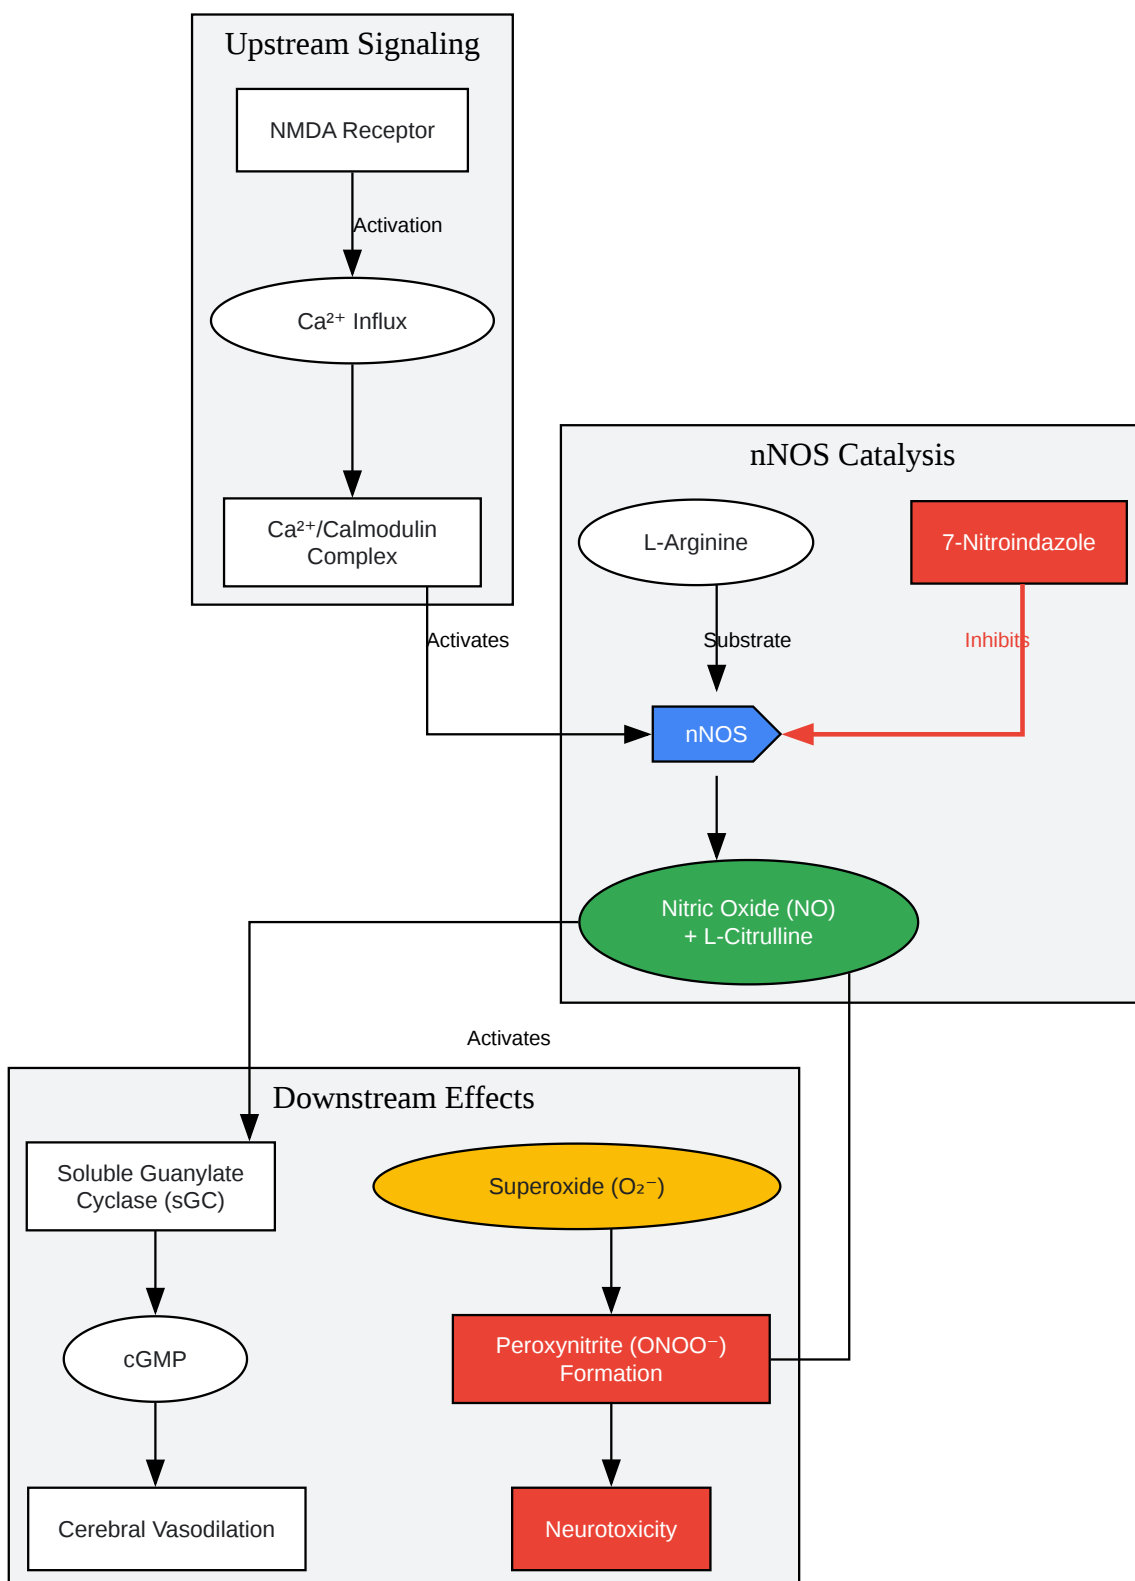 Upstream Signaling
NMDA Receptor
Activation
Ca²⁺ Influx
Ca²⁺/Calmodulin
Complex
Activates
nNOS Catalysis
L-Arginine
7-Nitroindazole
Substrate
Inhibits
nNOS
Nitric Oxide (NO)
+ L-Citrulline
Activates
Downstream Effects
Soluble Guanylate
Cyclase (sGC)
Superoxide (O₂⁻)
cGMP
Peroxynitrite (ONOO⁻)
Formation
Cerebral Vasodilation
Neurotoxicity